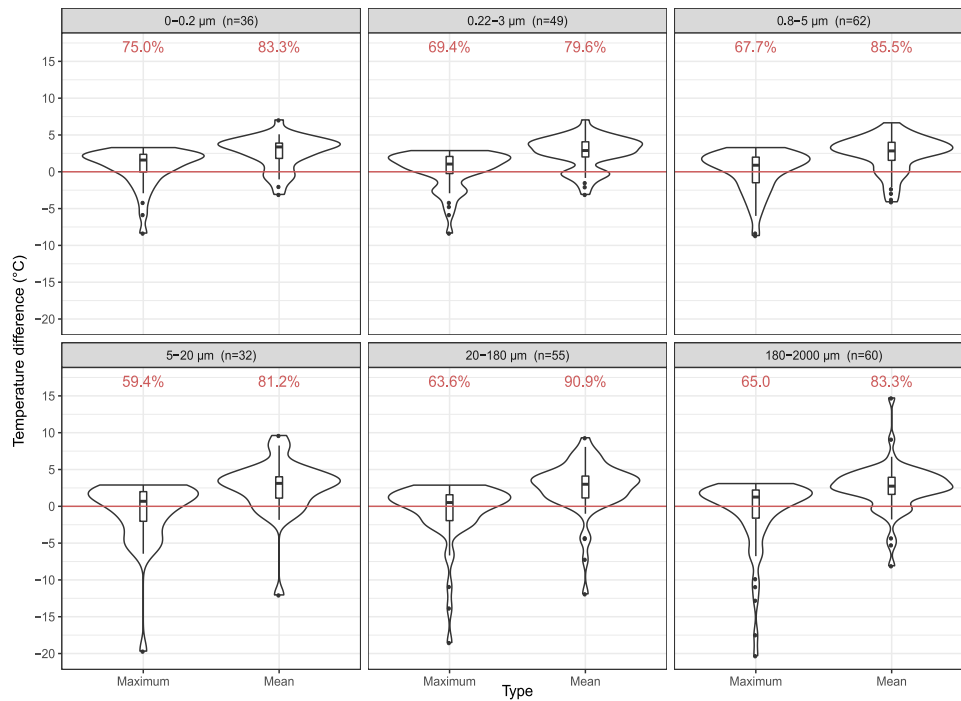 0−0.2 µm (n=36)
0.22−3 µm (n=49)
0.8−5 µm (n=62)
75.0%
83.3%
69.4%
79.6%
67.7%
85.5%
15
10
5
0
−5
−10
−15
−20
5−20 µm (n=32)
20−180 µm (n=55)
180−2000 µm (n=60)
59.4%
81.2%
63.6%
90.9%
65.0
83.3%
15
10
5
0
−5
−10
−15
−20
Temperature difference (°C)
Maximum
Mean
Maximum
Mean
Maximum
Mean
Type